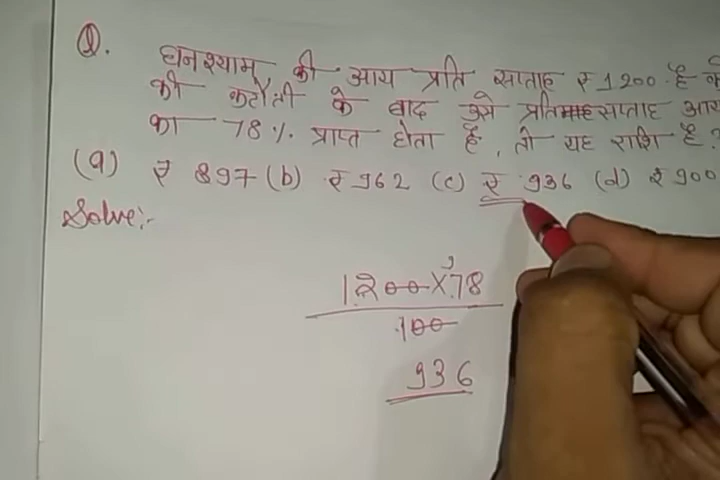 Q. घनश्याम की आय प्रति सप्ताह ₹1200 है
की कटौती के बाद उसे प्रति सप्ताह आय
का 78% प्राप्त होता है, तो यह राशि है?
(a) ₹ 897 (b) ₹962 (c) ₹ 936 (d) ₹900
Solve:-
1200×78
100
936